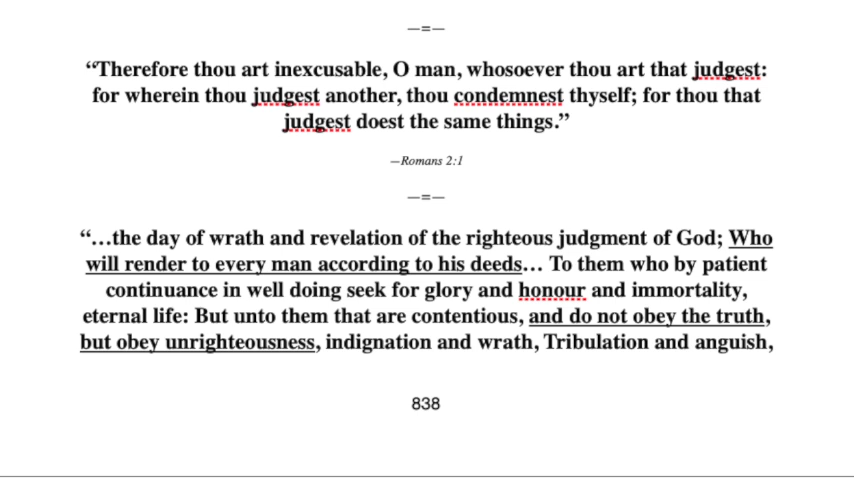 —=—
“Therefore thou art inexcusable, O man, whosoever thou art that judgest:
for wherein thou judgest another, thou condemnest thyself; for thou that
judgest doest the same things.”
—Romans 2:1
—=—
“…the day of wrath and revelation of the righteous judgment of God; Who
will render to every man according to his deeds… To them who by patient
continuance in well doing seek for glory and honour and immortality,
eternal life: But unto them that are contentious, and do not obey the truth,
but obey unrighteousness, indignation and wrath, Tribulation and anguish,
838